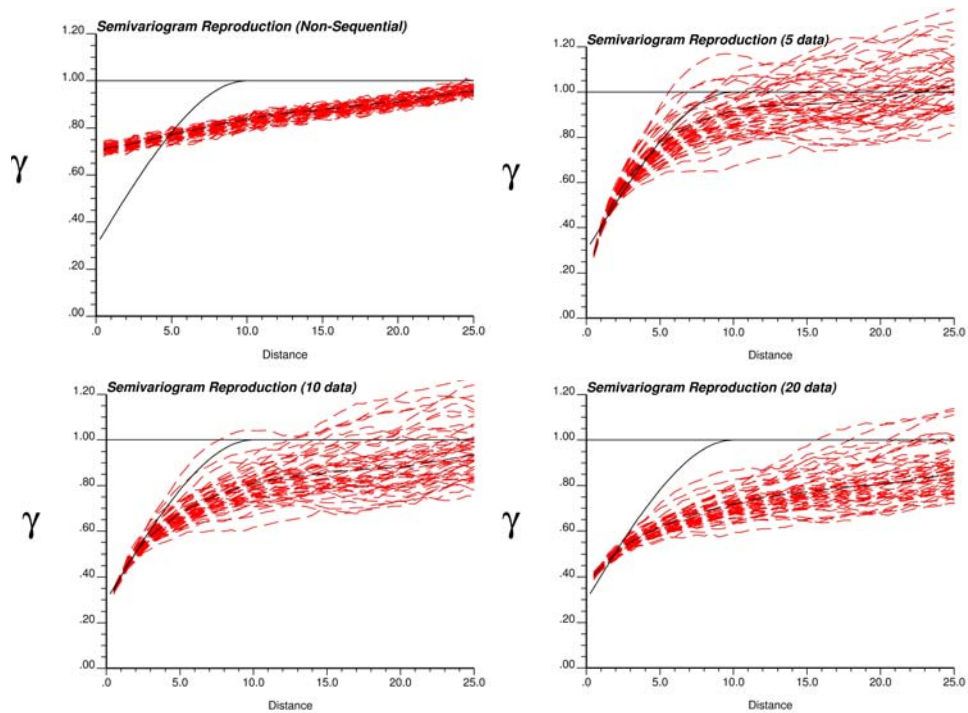 Semivariogram Reproduction (Non-Sequential)
1.20
1.00
.80
.60
.40
.20
.00
γ
.0 5.0 10.0 15.0 20.0 25.0
Distance
Semivariogram Reproduction (5 data)
1.20
1.00
.80
.60
.40
.20
.00
γ
.0 5.0 10.0 15.0 20.0 25.0
Distance
Semivariogram Reproduction (10 data)
1.20
1.00
.80
.60
.40
.20
.00
γ
.0 5.0 10.0 15.0 20.0 25.0
Distance
Semivariogram Reproduction (20 data)
1.20
1.00
.80
.60
.40
.20
.00
γ
.0 5.0 10.0 15.0 20.0 25.0
Distance